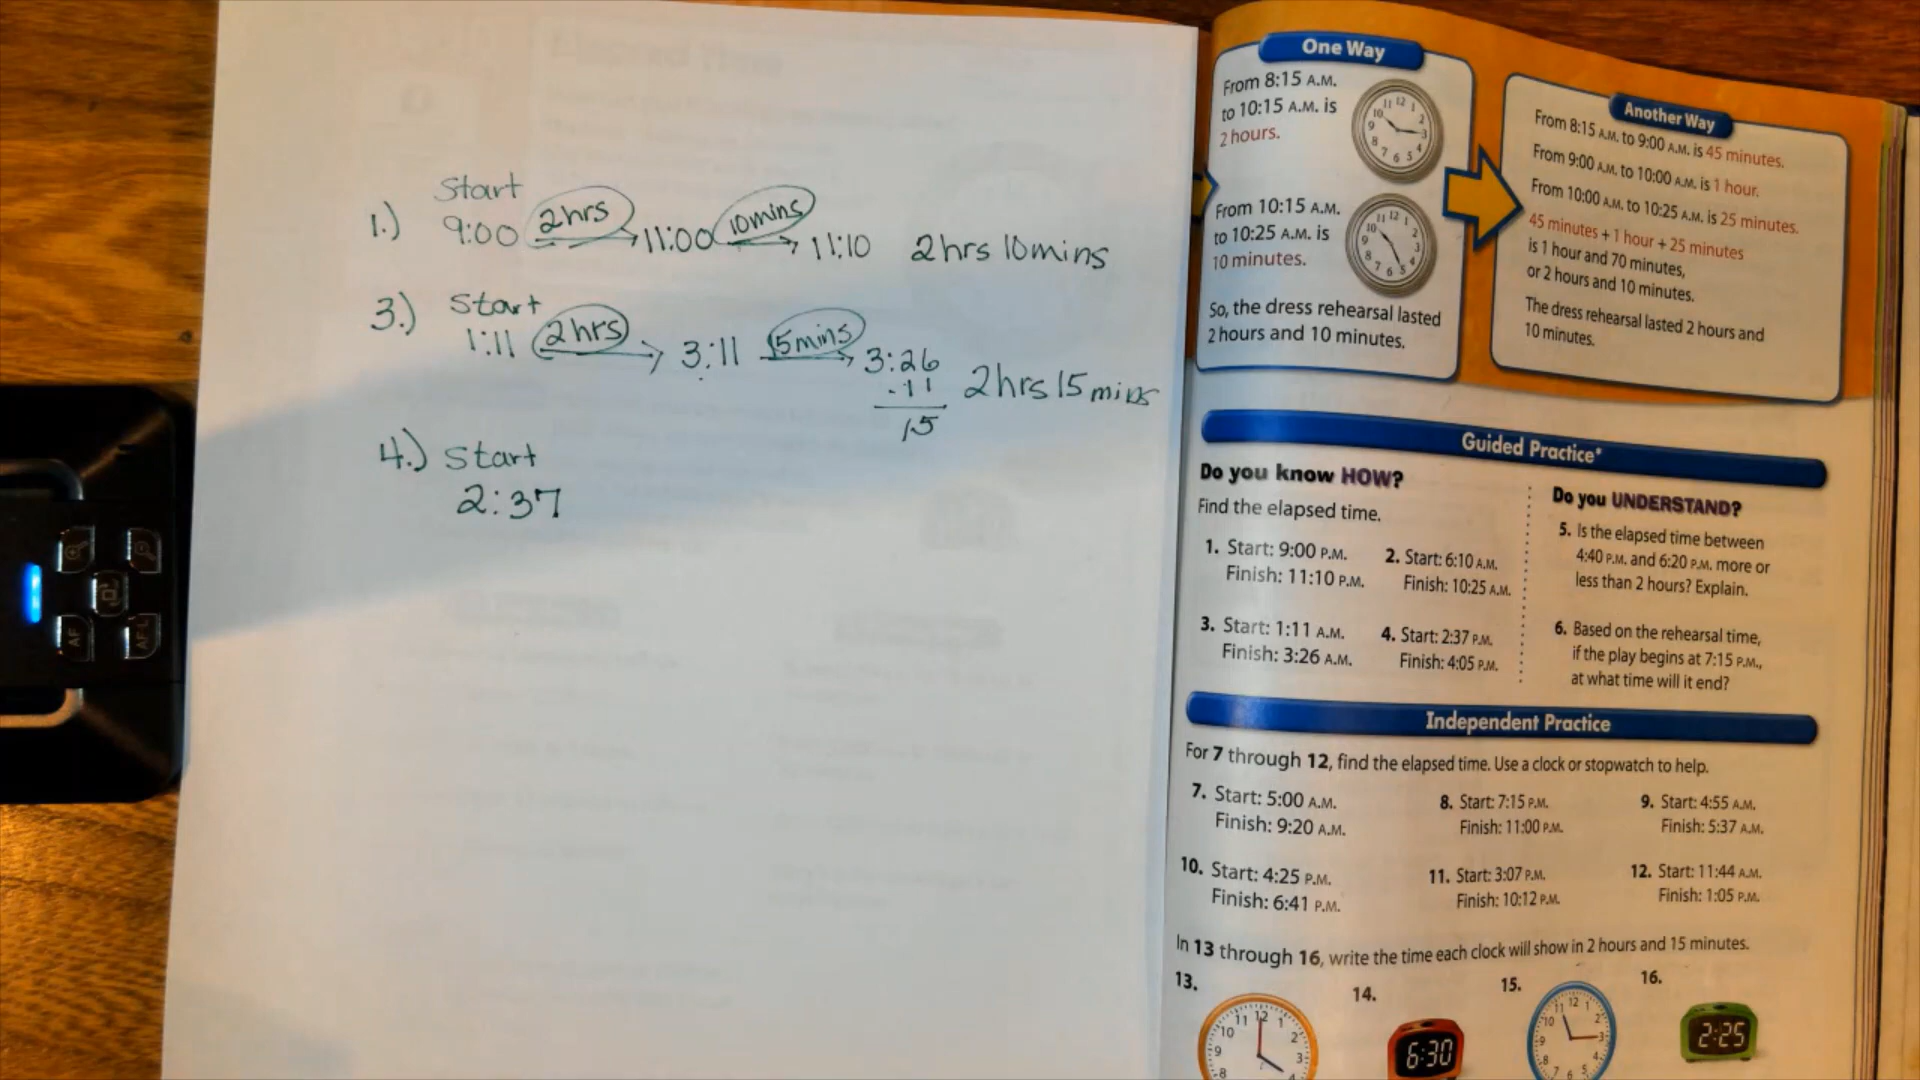 1.) Start
9:00 2hrs 11:00 10mins 11:10 2hrs 10mins
3.) Start
1:11 2hrs 3:11 15mins 3:26 2hrs 15 mins
-11
15
4.) Start
2:37
One Way
From 8:15 A.M.
to 10:15 A.M. is
2 hours.
From 10:15 A.M.
to 10:25 A.M. is
10 minutes.
So, the dress rehearsal lasted
2 hours and 10 minutes.
Another Way
From 8:15 A.M. to 9:00 A.M. is 45 minutes.
From 9:00 A.M. to 10:00 A.M. is 1 hour.
From 10:00 A.M. to 10:25 A.M. is 25 minutes.
45 minutes + 1 hour + 25 minutes
is 1 hour and 70 minutes,
or 2 hours and 10 minutes.
The dress rehearsal lasted 2 hours and
10 minutes.
Guided Practice*
Do you know HOW?
Find the elapsed time.
1. Start: 9:00 P.M.
Finish: 11:10 P.M.
2. Start: 6:10 A.M.
Finish: 10:25 A.M.
3. Start: 1:11 A.M.
Finish: 3:26 A.M.
4. Start: 2:37 P.M.
Finish: 4:05 P.M.
Do you UNDERSTAND?
5. Is the elapsed time between
4:40 P.M. and 6:20 P.M. more or
less than 2 hours? Explain.
6. Based on the rehearsal time,
if the play begins at 7:15 P.M.,
at what time will it end?
Independent Practice
For 7 through 12, find the elapsed time. Use a clock or stopwatch to help.
7. Start: 5:00 A.M.
Finish: 9:20 A.M.
8. Start: 7:15 P.M.
Finish: 11:00 P.M.
9. Start: 4:55 A.M.
Finish: 5:37 A.M.
10. Start: 4:25 P.M.
Finish: 6:41 P.M.
11. Start: 3:07 P.M.
Finish: 10:12 P.M.
12. Start: 11:44 A.M.
Finish: 1:05 P.M.
In 13 through 16, write the time each clock will show in 2 hours and 15 minutes.
13.
14.
6:30
15.
16.
2:25
AF
AF/L